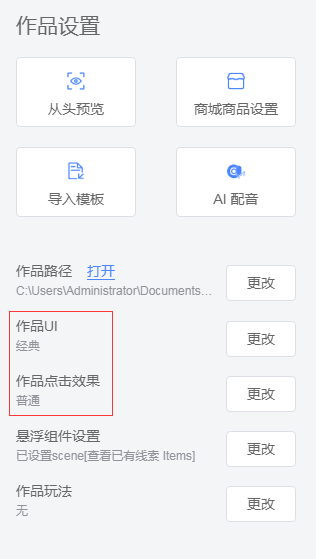 作品设置
从头预览 商城商品设置
导入模板 AI 配音
作品路径 打开
C:\Users\Administrator\Documents... 更改
作品UI
经典 更改
作品点击效果
普通 更改
悬浮组件设置
已设置scene[查看已有线索 Items] 更改
作品玩法
无 更改